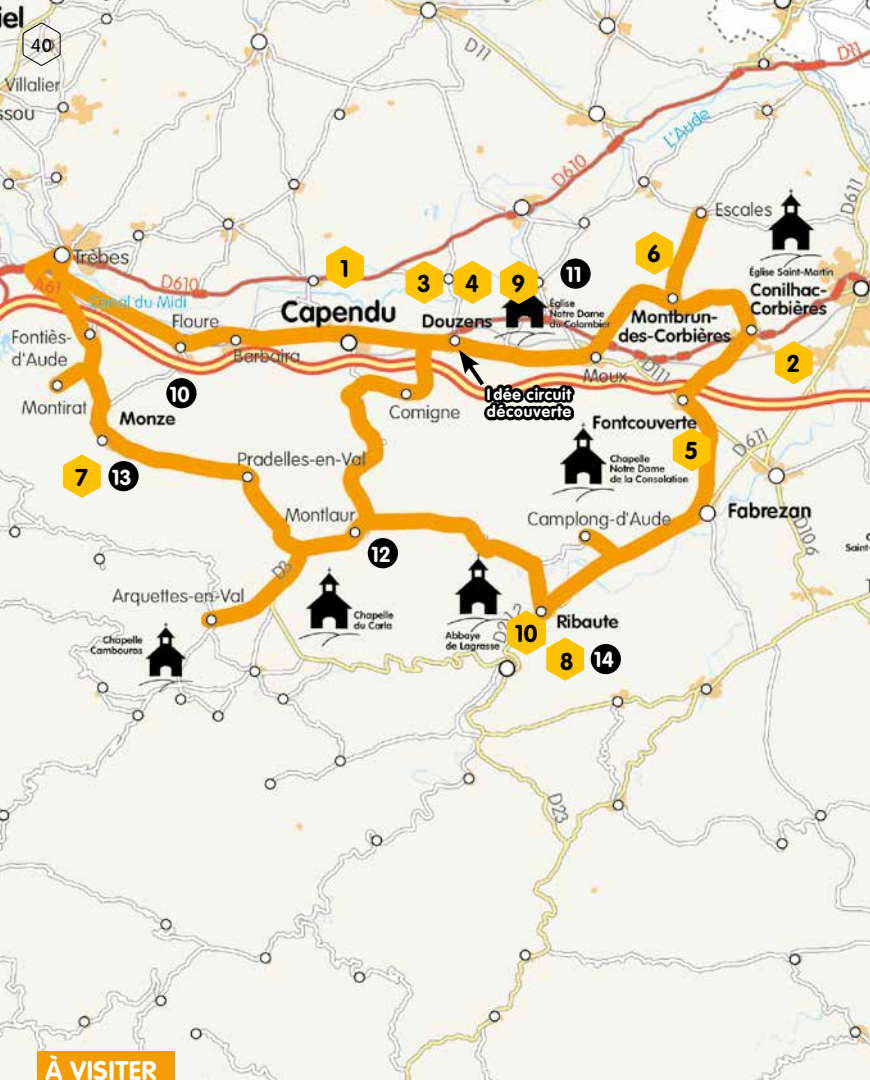 iel
40
Villalier
ssou
D11
D11
L'Aude
D610
D611
Escales
Trèbes
A61
D610
Canal du Midi
1
3
4
9
11
6
Église Saint-Martin
Conilhac-
Corbières
Floure
Capendu
Douzens
Église
Notre Dame
du Colombier
Montbrun-
des-Corbières
Fontiès-
d'Aude
Barbaira
Moux
D111
2
Montirat
10
Comigne
Idée circuit
découverte
Monze
Fontcouverte
5
D611
7
13
Pradelles-en-Val
Chapelle
Notre Dame
de la Consolation
Montlaur
Camplong-d'Aude
Fabrezan
D106
Saint-
12
D3
Arquettes-en-Val
Chapelle
du Carla
Chapelle
Cambouras
Abbaye
de Lagrasse
D212
Ribaute
10
8
14
D23
À VISITER